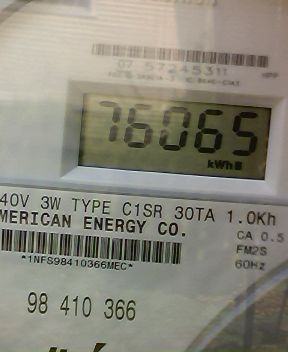 07 57245311
76065
kWh
40V 3W TYPE C1SR 30TA 1.0Kh
MERICAN ENERGY CO.
CA 0.5
*1NFS98410366MEC*
FM2S
60Hz
98 410 366